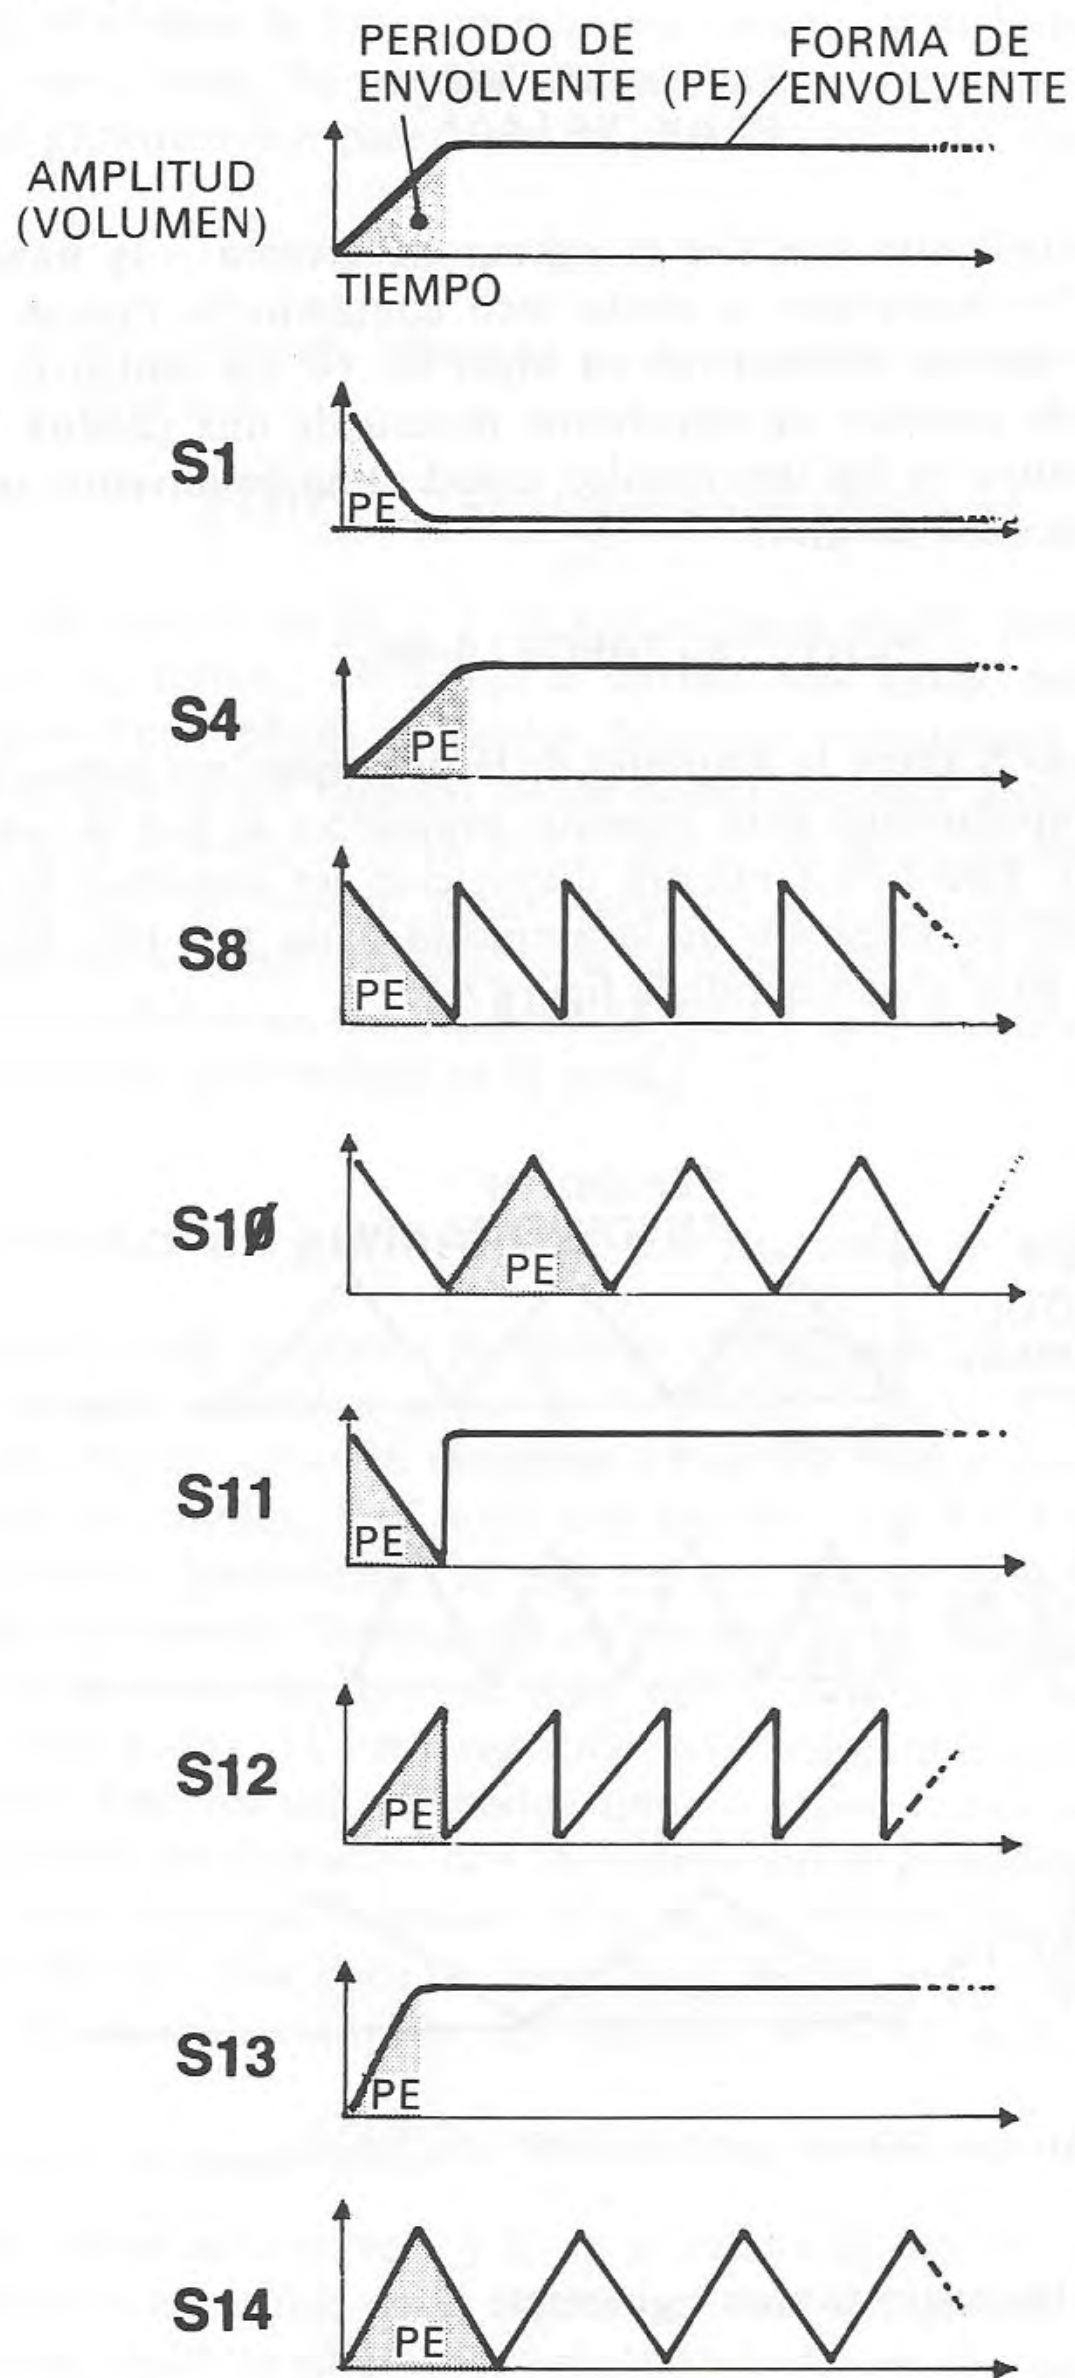 PERIODO DE
ENVOLVENTE (PE)
FORMA DE
ENVOLVENTE
AMPLITUD
(VOLUMEN)
TIEMPO
S1
PE
S4
PE
S8
PE
S1Ø
PE
S11
PE
S12
PE
S13
PE
S14
PE